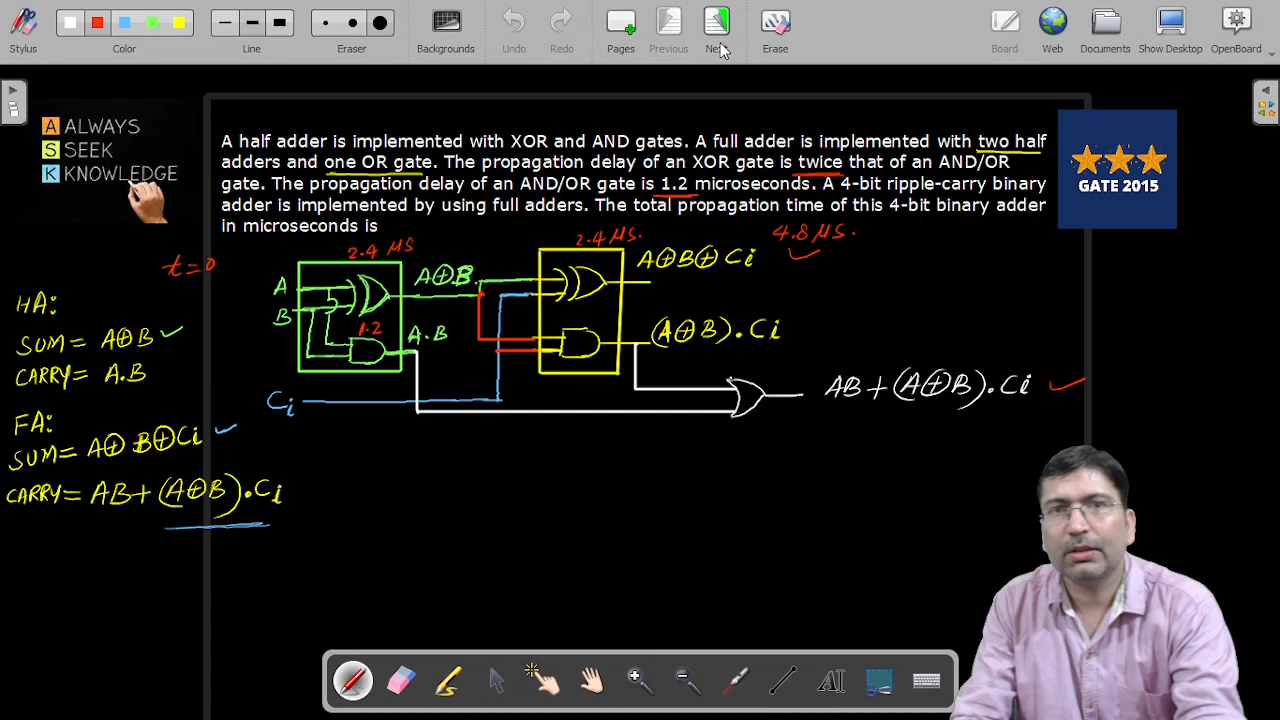 Stylus
Color
Line
Eraser
Backgrounds
Undo
Redo
Pages
Previous
Next
Erase
Board
Web
Documents
Show Desktop
OpenBoard
A ALWAYS
S SEEK
K KNOWLEDGE
A half adder is implemented with XOR and AND gates. A full adder is implemented with two half
adders and one OR gate. The propagation delay of an XOR gate is twice that of an AND/OR
gate. The propagation delay of an AND/OR gate is 1.2 microseconds. A 4-bit ripple-carry binary
adder is implemented by using full adders. The total propagation time of this 4-bit binary adder
in microseconds is
GATE 2015
4.8 μs.
2.4 μs
2.4 μs.
t=0
A
B
A⊕B
1.2
A.B
A⊕B⊕Ci
(A⊕B).Ci
Ci
AB+(A⊕B).Ci
HA:
SUM= A⊕B
CARRY= A.B
FA:
SUM= A⊕B⊕Ci
CARRY= AB+(A⊕B).Ci
AI